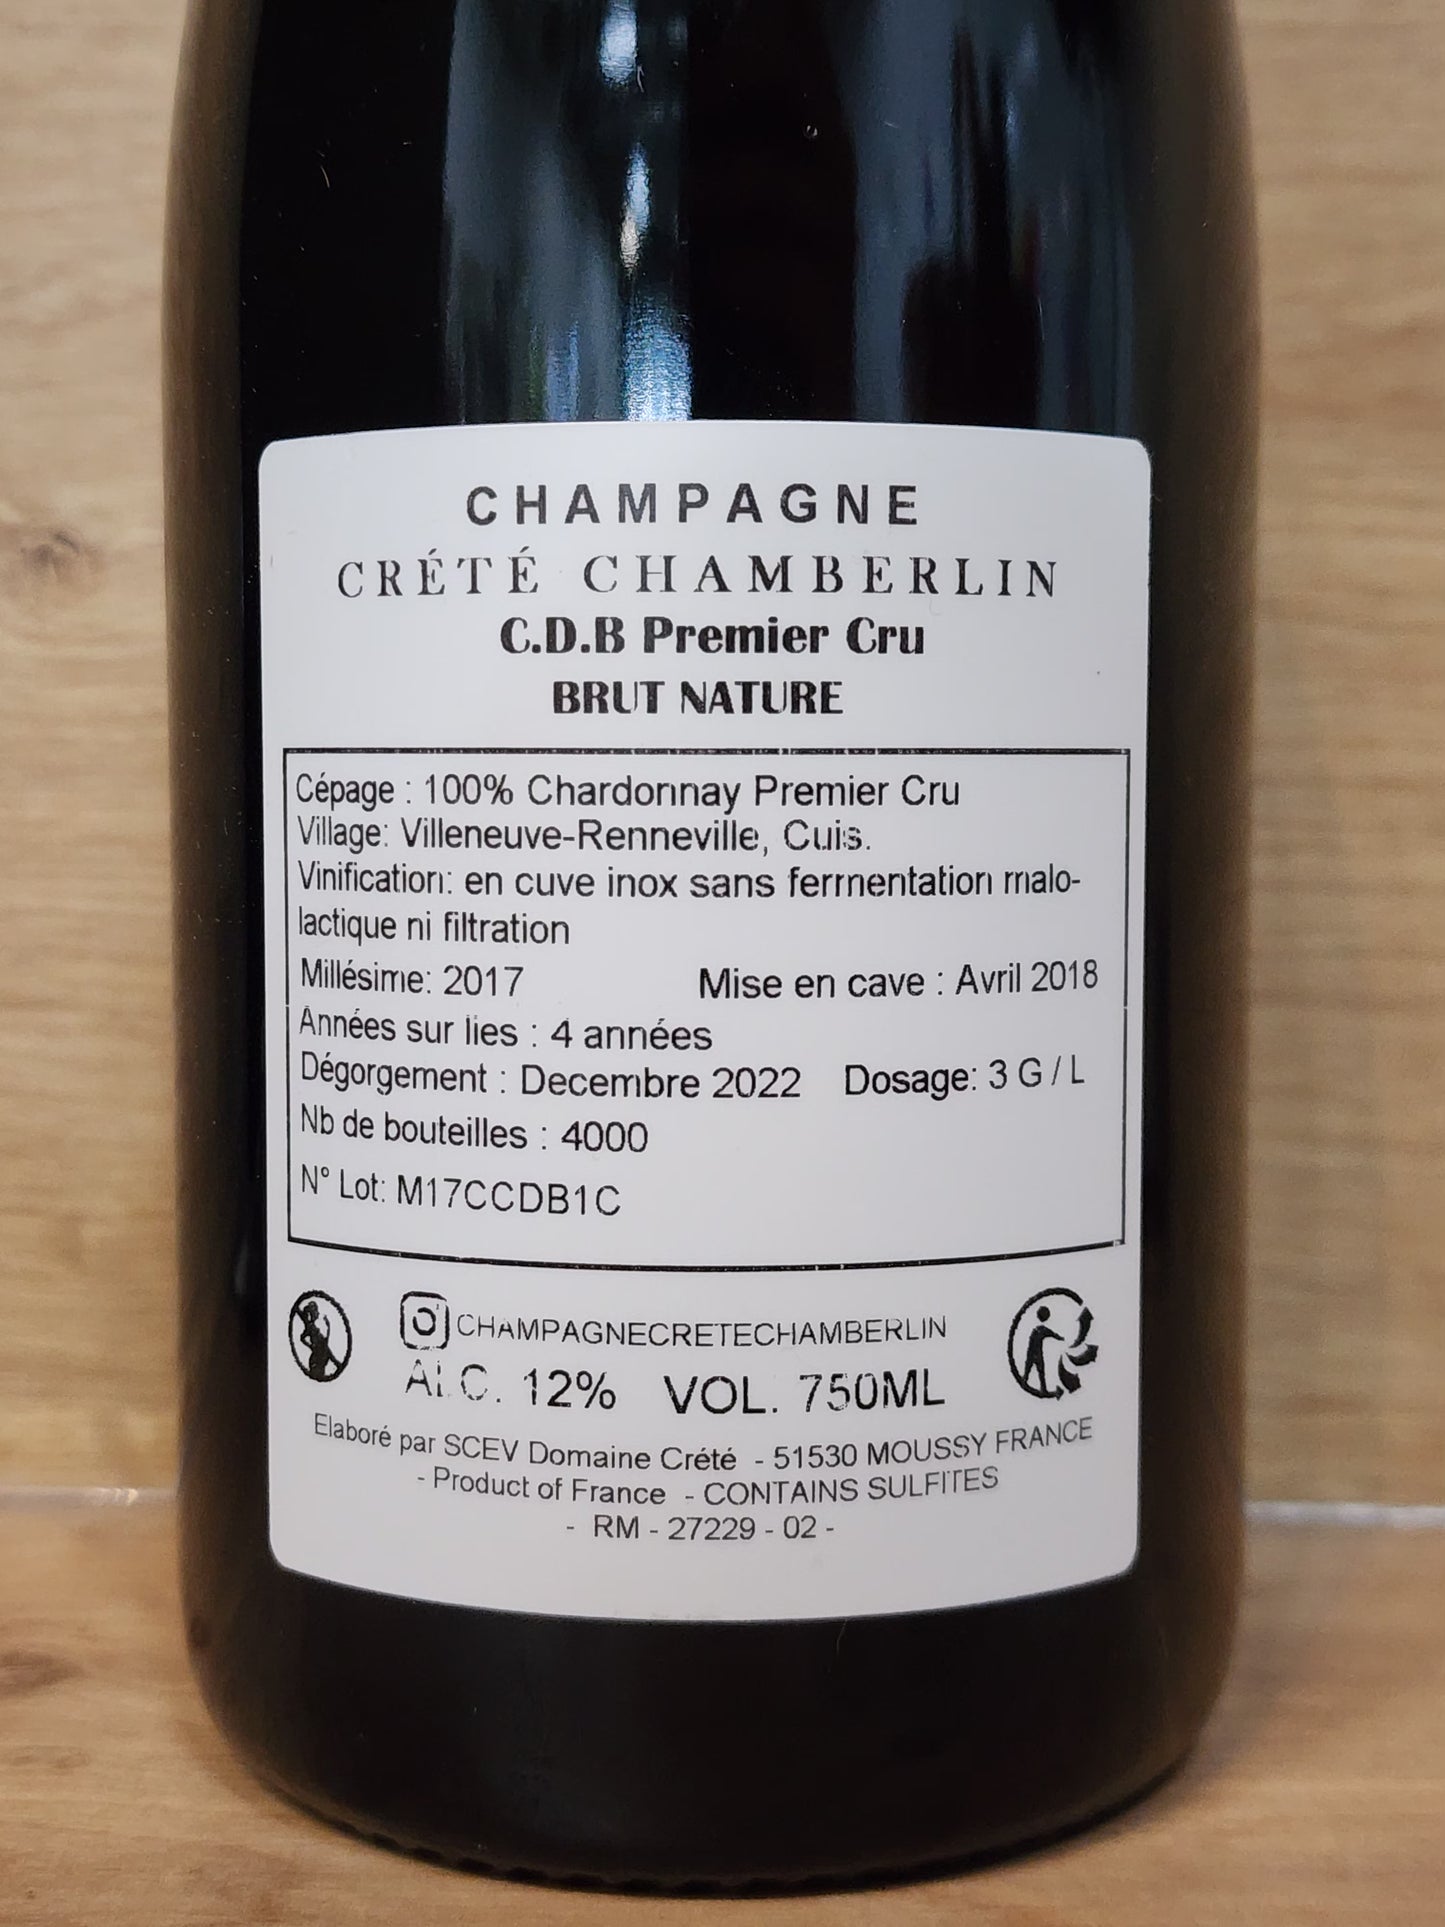 CHAMPAGNE
CRÉTÉ CHAMBERLIN
C.D.B Premier Cru
BRUT NATURE
Cépage : 100% Chardonnay Premier Cru
Village: Villeneuve-Renneville, Cuis.
Vinification: en cuve inox sans fermentation malo-
lactique ni filtration
Millésime: 2017 Mise en cave : Avril 2018
Années sur lies : 4 années
Dégorgement : Decembre 2022 Dosage: 3 G / L
Nb de bouteilles : 4000
N° Lot: M17CCDB1C
CHAMPAGNECRETECHAMBERLIN
ALC. 12% VOL. 750ML
Elaboré par SCEV Domaine Crété - 51530 MOUSSY FRANCE
- Product of France - CONTAINS SULFITES
- RM - 27229 - 02 -